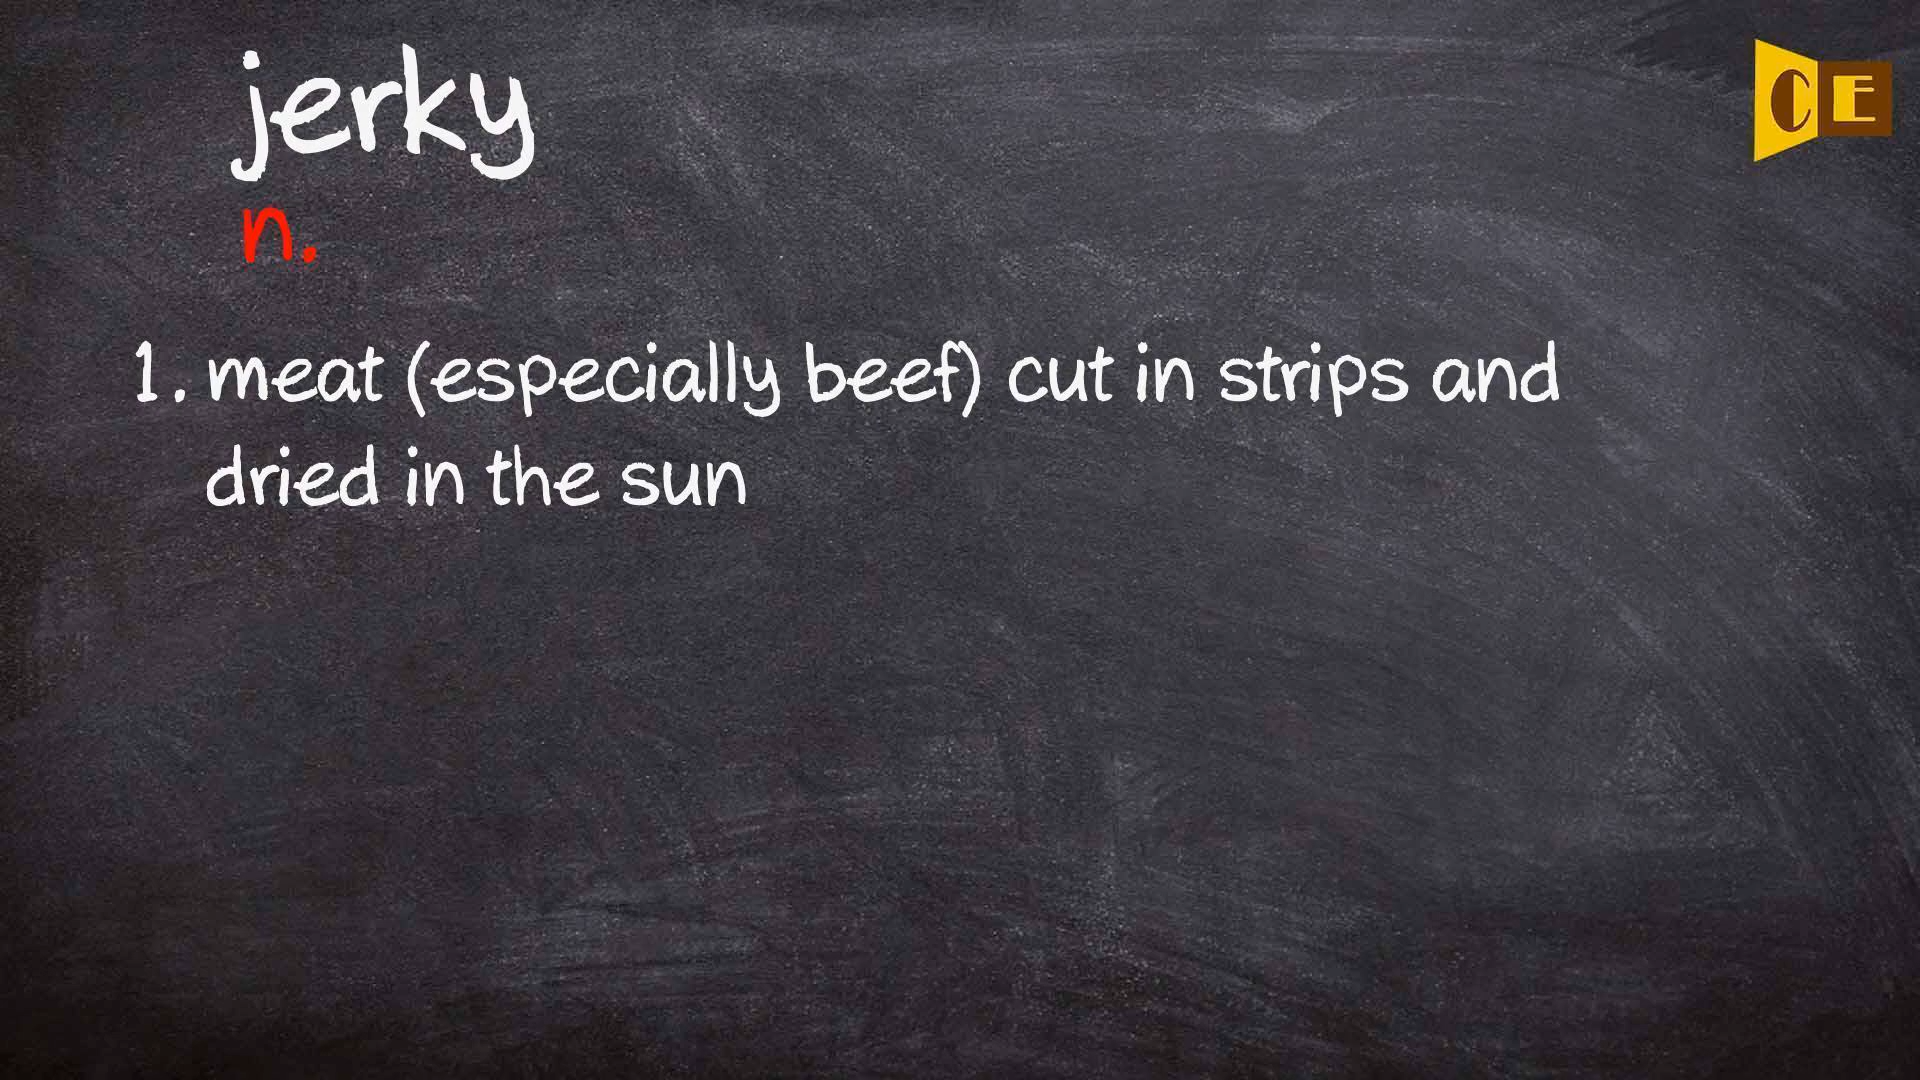 jerky
CE
n.
1. meat (especially beef) cut in strips and
dried in the sun